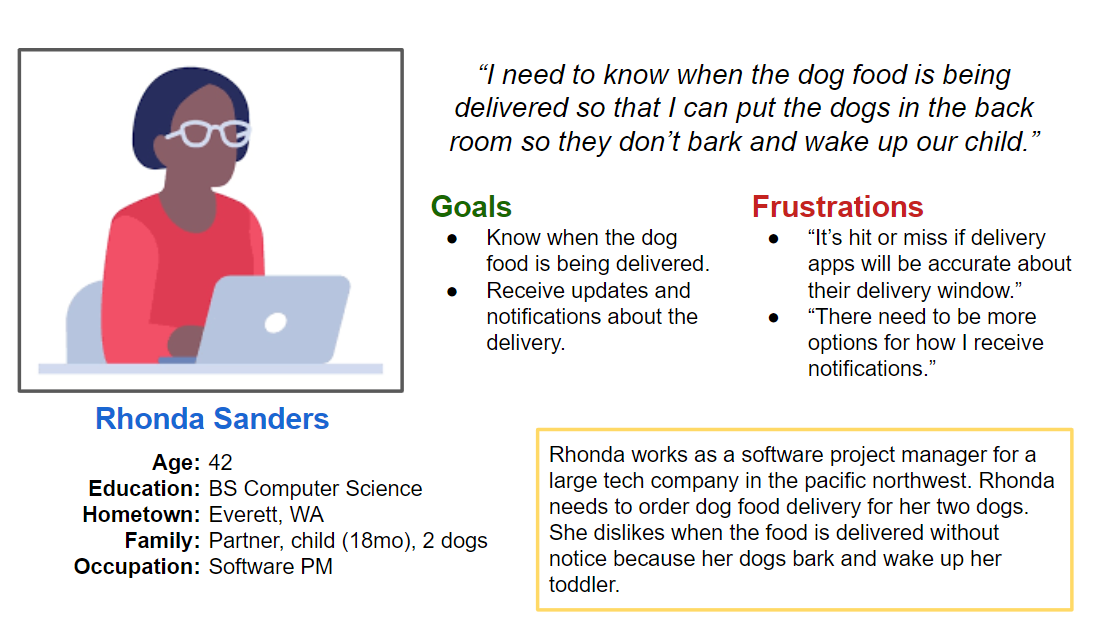 “I need to know when the dog food is being
delivered so that I can put the dogs in the back
room so they don’t bark and wake up our child.”
Goals
● Know when the dog
food is being delivered.
● Receive updates and
notifications about the
delivery.
Frustrations
● “It’s hit or miss if delivery
apps will be accurate about
their delivery window.”
● “There need to be more
options for how I receive
notifications.”
Rhonda Sanders
Age: 42
Education: BS Computer Science
Hometown: Everett, WA
Family: Partner, child (18mo), 2 dogs
Occupation: Software PM
Rhonda works as a software project manager for a
large tech company in the pacific northwest. Rhonda
needs to order dog food delivery for her two dogs.
She dislikes when the food is delivered without
notice because her dogs bark and wake up her
toddler.